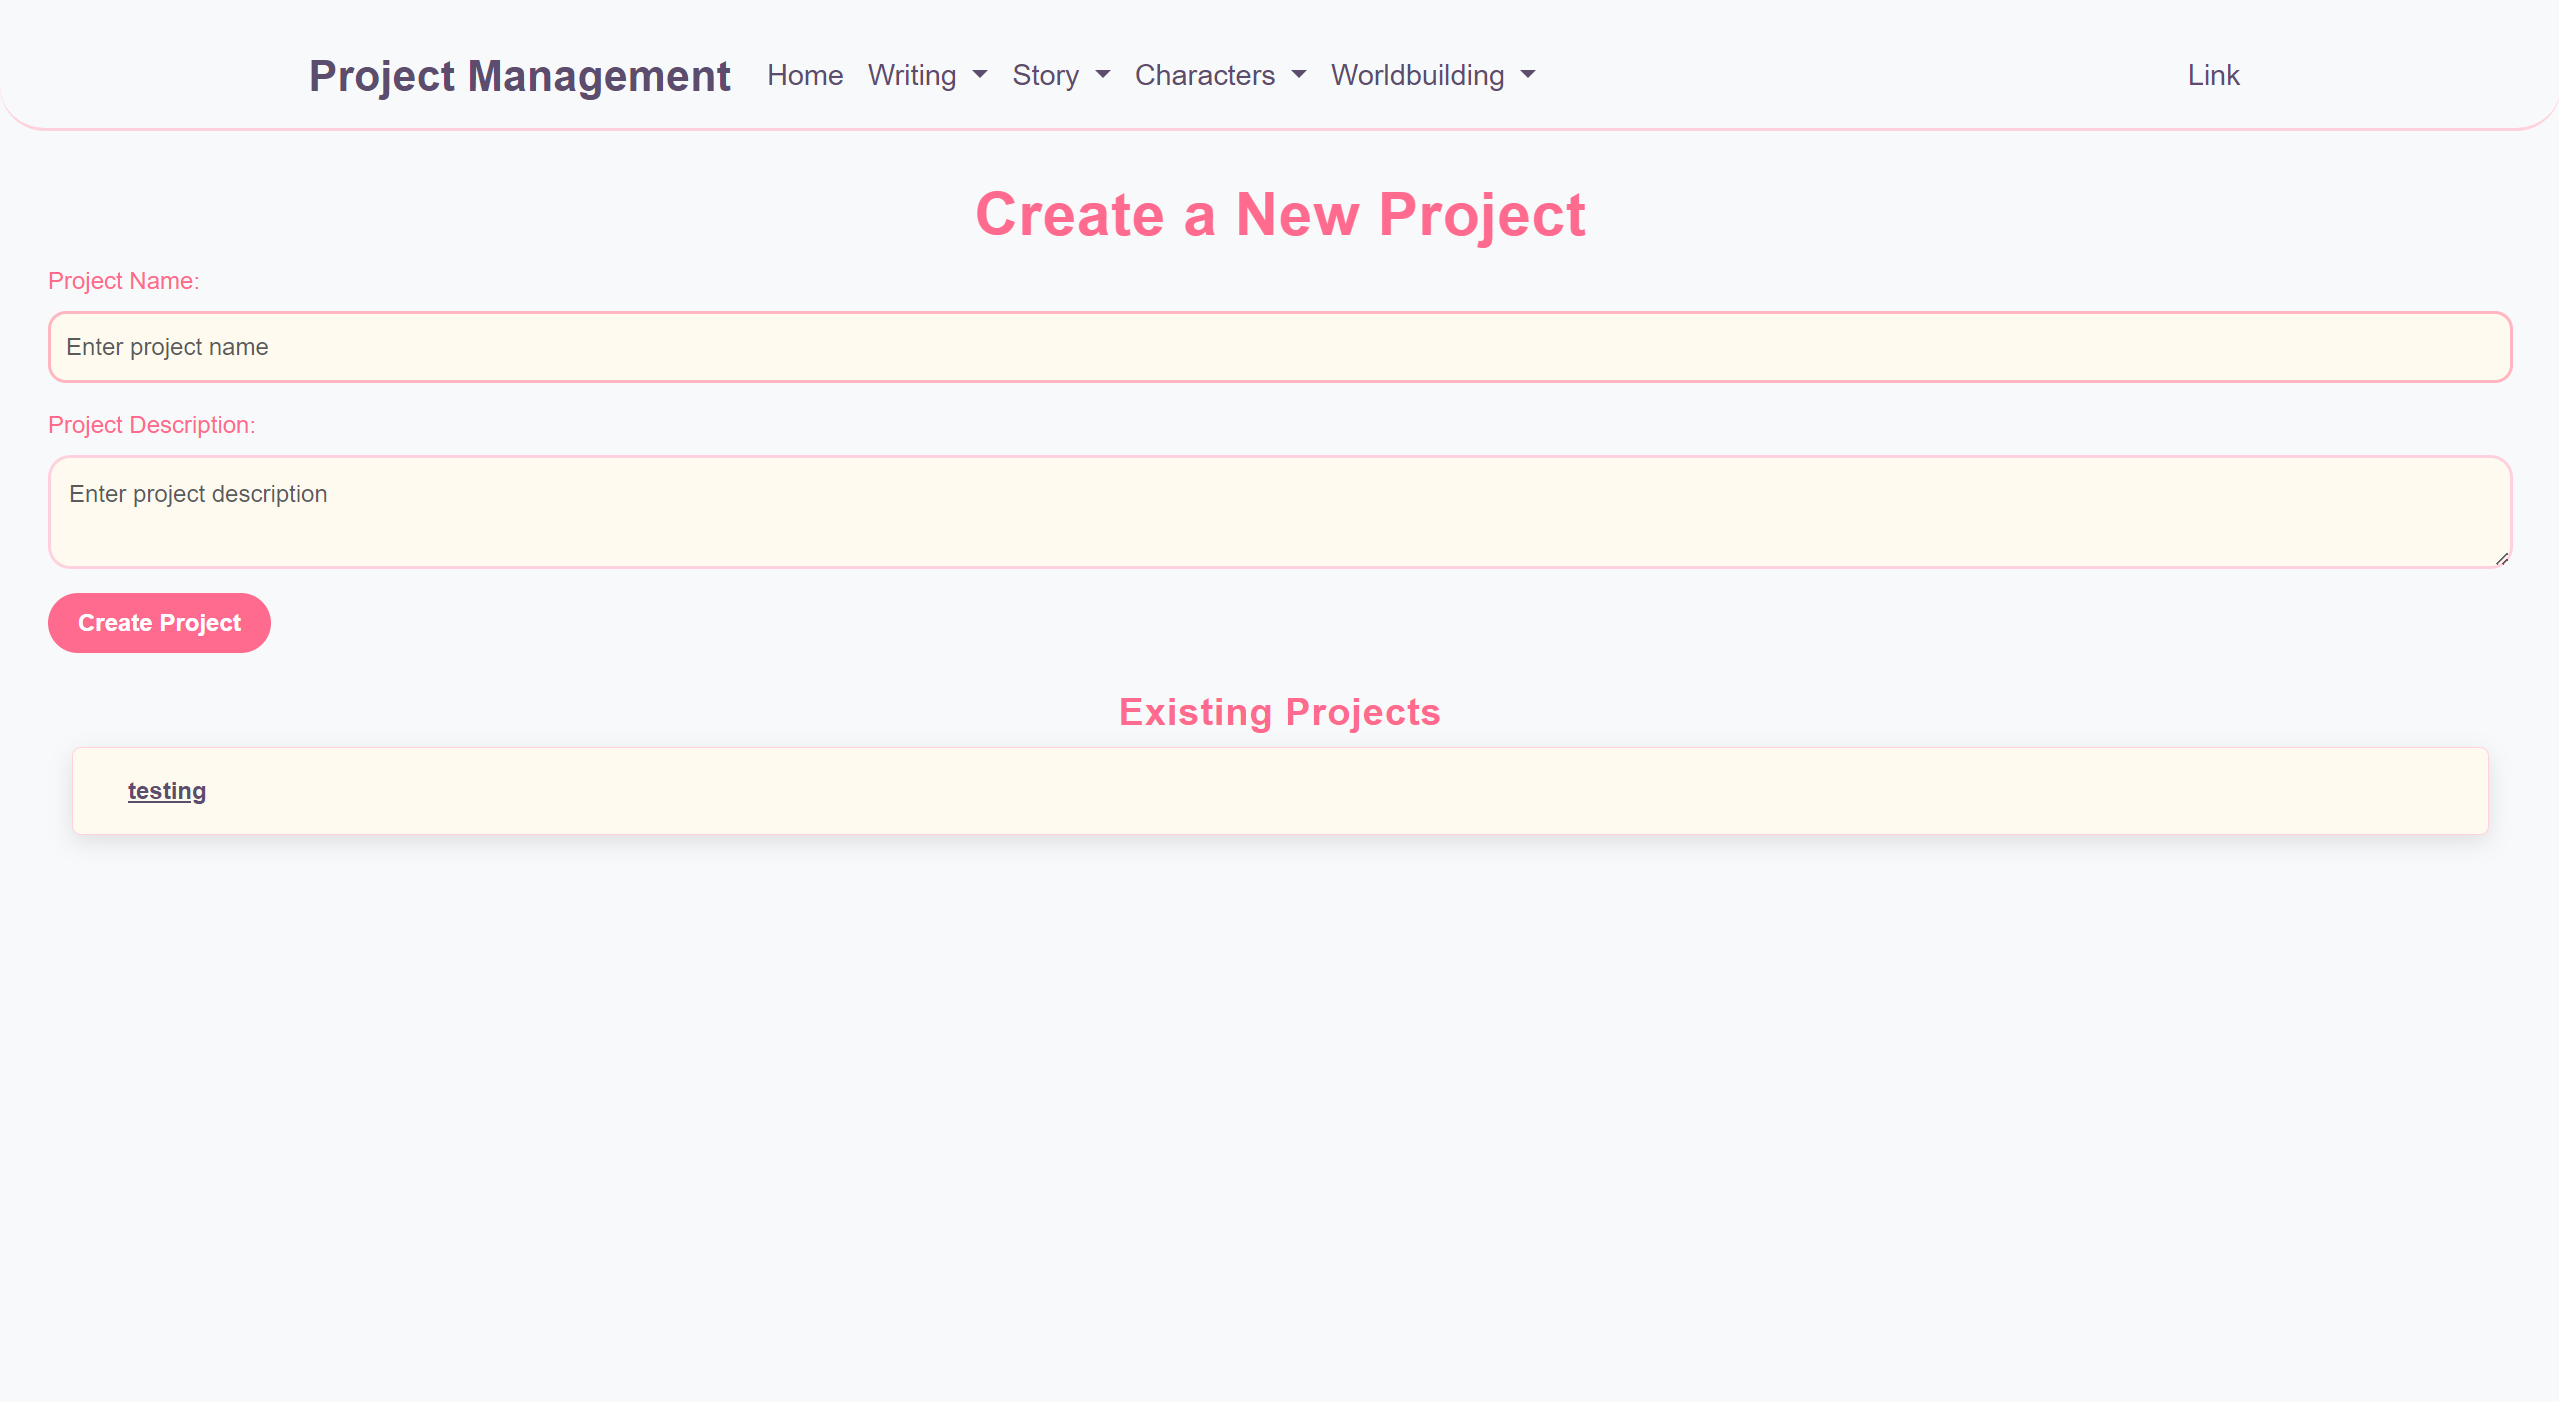 Project Management Home Writing Story Characters Worldbuilding Link
Create a New Project
Project Name:
Enter project name
Project Description:
Enter project description
Create Project
Existing Projects
testing